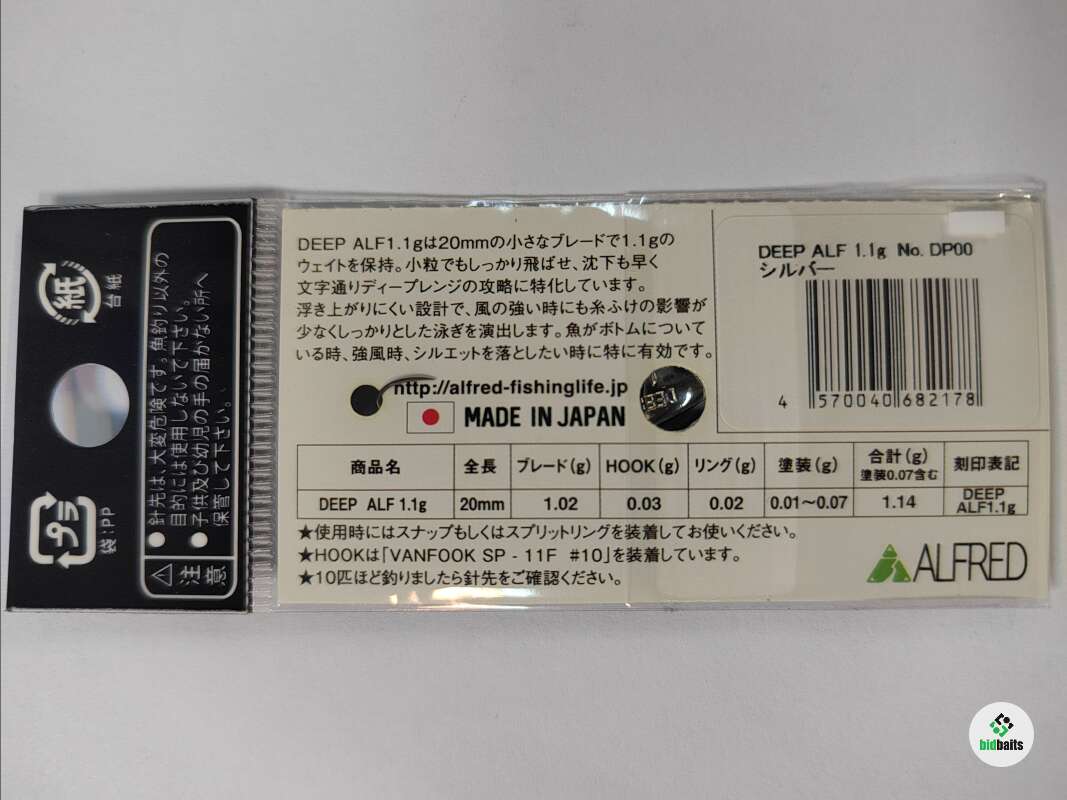 DEEP ALF1.1gは20mmの小さなブレードで1.1gの
ウェイトを保持。小粒でもしっかり飛ばせ、沈下も早く
文字通りディープレンジの攻略に特化しています。
浮き上がりにくい設計で、風の強い時にも糸ふけの影響が
少なくしっかりとした泳ぎを演出します。魚がボトムについて
いる時、強風時、シルエットを落としたい時に特に有効です。
http://alfred-fishinglife.jp
MADE IN JAPAN
DEEP ALF 1.1g No. DP00
シルバー
4 570040 682178
商品名 全長 ブレード(g) HOOK(g) リング(g) 塗装(g) 合計(g) 塗装0.07含む 刻印表記
DEEP ALF 1.1g 20mm 1.02 0.03 0.02 0.01～0.07 1.14 DEEP ALF1.1g
★使用時にはスナップもしくはスプリットリングを装着してお使いください。
★HOOKは「VANFOOK SP - 11F #10」を装着しています。
★10匹ほど釣りましたら針先をご確認ください。
ALFRED
注意
●針先は、大変危険です。魚釣り以外の
目的には使用しないで下さい。
●子供及び幼児の手の届かない所へ
保管して下さい。
紙
台紙
プラ
袋:PP
DEEP
bidbaits